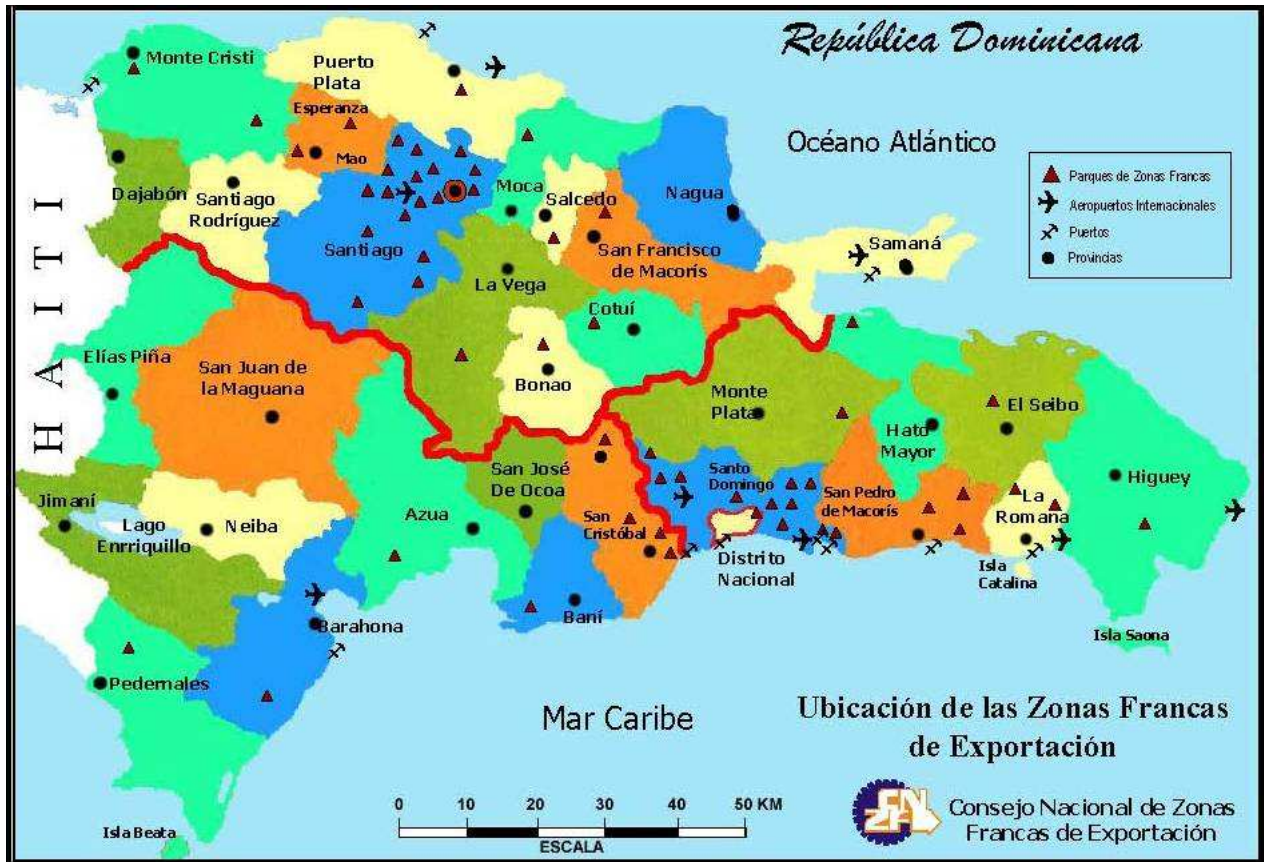 República Dominicana
Monte Cristi
Puerto
Plata
Esperanza
Mao
Océano Atlántico
Parques de Zonas Francas
Aeropuertos Internacionales
Puertos
Provincias
Dajabón
Santiago
Rodríguez
Moca
Salcedo
Nagua
Santiago
San Francisco
de Macorís
Samaná
HAITI
La Vega
Cotuí
Elías Piña
San Juan de
la Maguana
Bonao
Monte
Plata
El Seibo
Hato
Mayor
Higuey
San José
De Ocoa
Santo
Domingo
San Pedro
de Macorís
La
Romana
Jimaní
Lago
Enrriquillo
Neiba
Azua
San
Cristóbal
Distrito
Nacional
Isla
Catalina
Baní
Barahona
Isla Saona
Pedernales
Mar Caribe
Ubicación de las Zonas Francas
de Exportación
0 10 20 30 40 50 KM
ESCALA
Isla Beata
CNZFE
Consejo Nacional de Zonas
Francas de Exportación